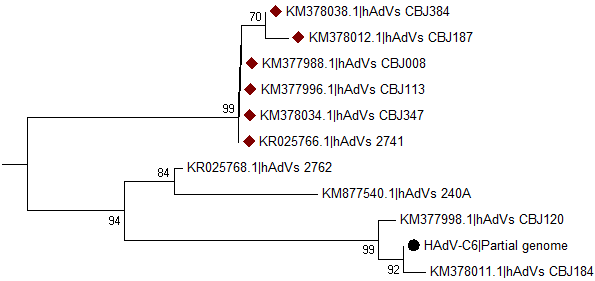 KM378038.1|hAdVs CBJ384
70
KM378012.1|hAdVs CBJ187
KM377988.1|hAdVs CBJ008
KM377996.1|hAdVs CBJ113
99
KM378034.1|hAdVs CBJ347
KR025766.1|hAdVs 2741
KR025768.1|hAdVs 2762
84
KM877540.1|hAdVs 240A
94
KM377998.1|hAdVs CBJ120
99
HAdV-C6|Partial genome
92
KM378011.1|hAdVs CBJ184